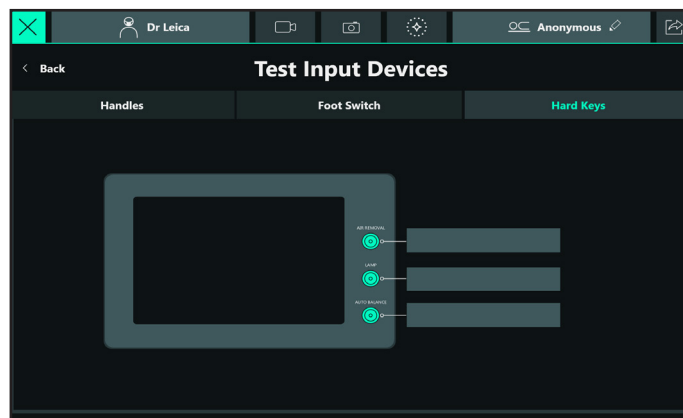 Dr Leica
Anonymous
Back
Test Input Devices
Handles
Foot Switch
Hard Keys
AIR REMOVAL
LAMP
AUTO BALANCE